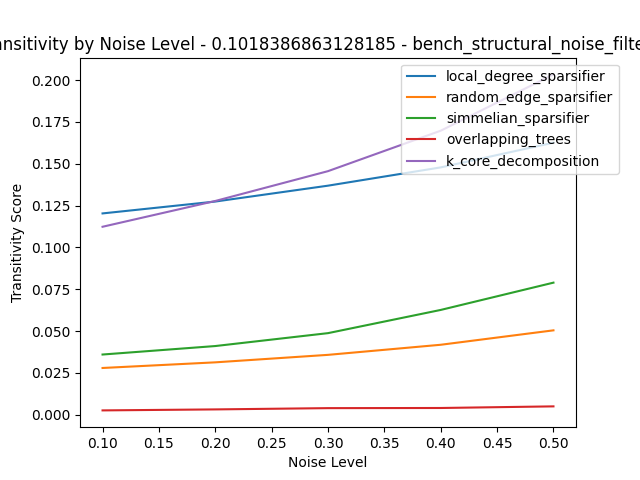 ansitivity by Noise Level - 0.1018386863128185 - bench_structural_noise_filte
local_degree_sparsifier
random_edge_sparsifier
simmelian_sparsifier
overlapping_trees
k_core_decomposition
Transitivity Score
0.200
0.175
0.150
0.125
0.100
0.075
0.050
0.025
0.000
0.10 0.15 0.20 0.25 0.30 0.35 0.40 0.45 0.50
Noise Level